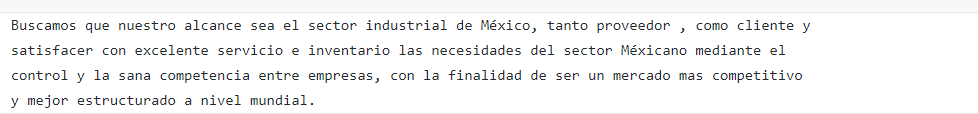 Buscamos que nuestro alcance sea el sector industrial de México, tanto proveedor , como cliente y
satisfacer con excelente servicio e inventario las necesidades del sector Méxicano mediante el
control y la sana competencia entre empresas, con la finalidad de ser un mercado mas competitivo
y mejor estructurado a nivel mundial.